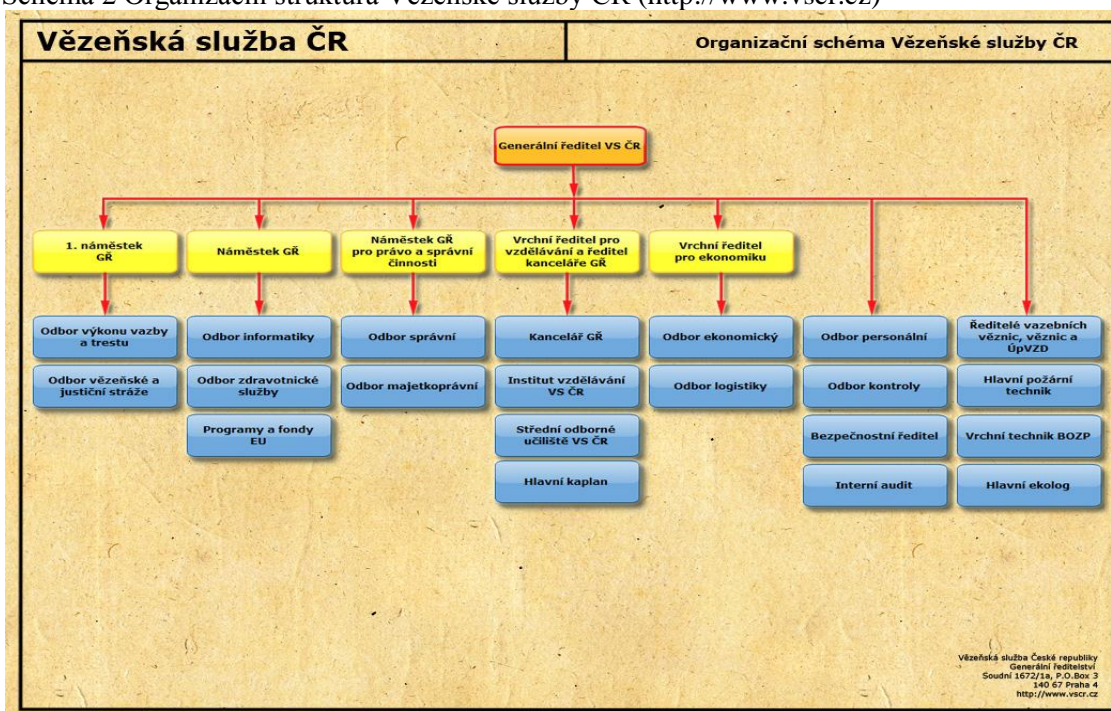 Schéma 2 Organizační struktura Vězeňské služby ČR (http://www.vscr.cz)
Vězeňská služba ČR
Organizační schéma Vězeňské služby ČR
Generální ředitel VS ČR
1. náměstek
GŘ
Náměstek GŘ
Náměstek GŘ
pro právo a správní
činnosti
Vrchní ředitel pro
vzdělávání a ředitel
kanceláře GŘ
Vrchní ředitel
pro ekonomiku
Odbor výkonu vazby
a trestu
Odbor informatiky
Odbor správní
Kancelář GŘ
Odbor ekonomický
Odbor personální
Ředitelé vazebních
věznic, věznic a
ÚpVZD
Odbor vězeňské a
justiční stráže
Odbor zdravotnické
služby
Odbor majetkoprávní
Institut vzdělávání
VS ČR
Odbor logistiky
Odbor kontroly
Hlavní požární
technik
Programy a fondy
EU
Střední odborné
učiliště VS ČR
Bezpečnostní ředitel
Vrchní technik BOZP
Hlavní kaplan
Interní audit
Hlavní ekolog
Vězeňská služba České republiky
Generální ředitelství
Soudní 1672/1a, P.O.Box 3
140 67 Praha 4
http://www.vscr.cz